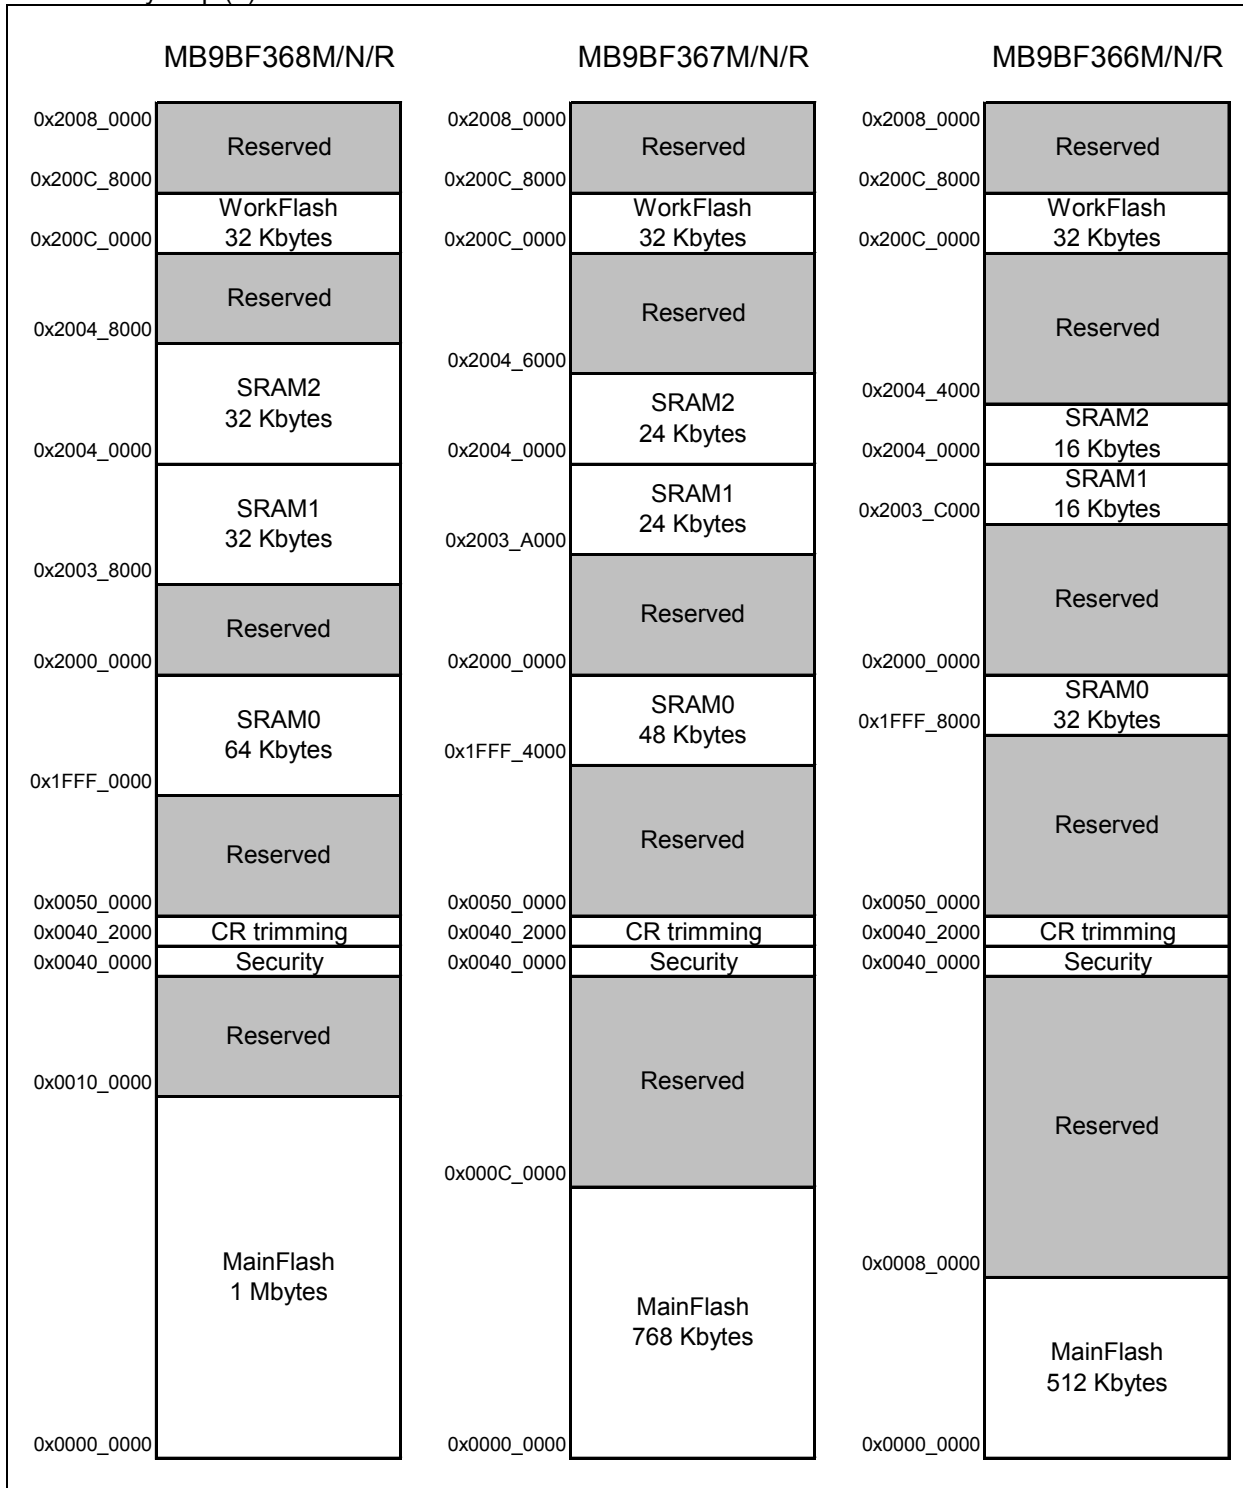 MB9BF368M/N/R
0x2008_0000
Reserved
0x200C_8000
WorkFlash
32 Kbytes
0x200C_0000
Reserved
0x2004_8000
SRAM2
32 Kbytes
0x2004_0000
SRAM1
32 Kbytes
0x2003_8000
Reserved
0x2000_0000
SRAM0
64 Kbytes
0x1FFF_0000
Reserved
0x0050_0000
0x0040_2000 CR trimming
0x0040_0000 Security
Reserved
0x0010_0000
MainFlash
1 Mbytes
0x0000_0000
MB9BF367M/N/R
0x2008_0000
Reserved
0x200C_8000
WorkFlash
32 Kbytes
0x200C_0000
Reserved
0x2004_6000
SRAM2
24 Kbytes
0x2004_0000
SRAM1
24 Kbytes
0x2003_A000
Reserved
0x2000_0000
SRAM0
48 Kbytes
0x1FFF_4000
Reserved
0x0050_0000
0x0040_2000 CR trimming
0x0040_0000 Security
Reserved
0x000C_0000
MainFlash
768 Kbytes
0x0000_0000
MB9BF366M/N/R
0x2008_0000
Reserved
0x200C_8000
WorkFlash
32 Kbytes
0x200C_0000
Reserved
0x2004_4000
SRAM2
16 Kbytes
0x2004_0000
SRAM1
16 Kbytes
0x2003_C000
Reserved
0x2000_0000
SRAM0
32 Kbytes
0x1FFF_8000
Reserved
0x0050_0000
0x0040_2000 CR trimming
0x0040_0000 Security
Reserved
0x0008_0000
MainFlash
512 Kbytes
0x0000_0000